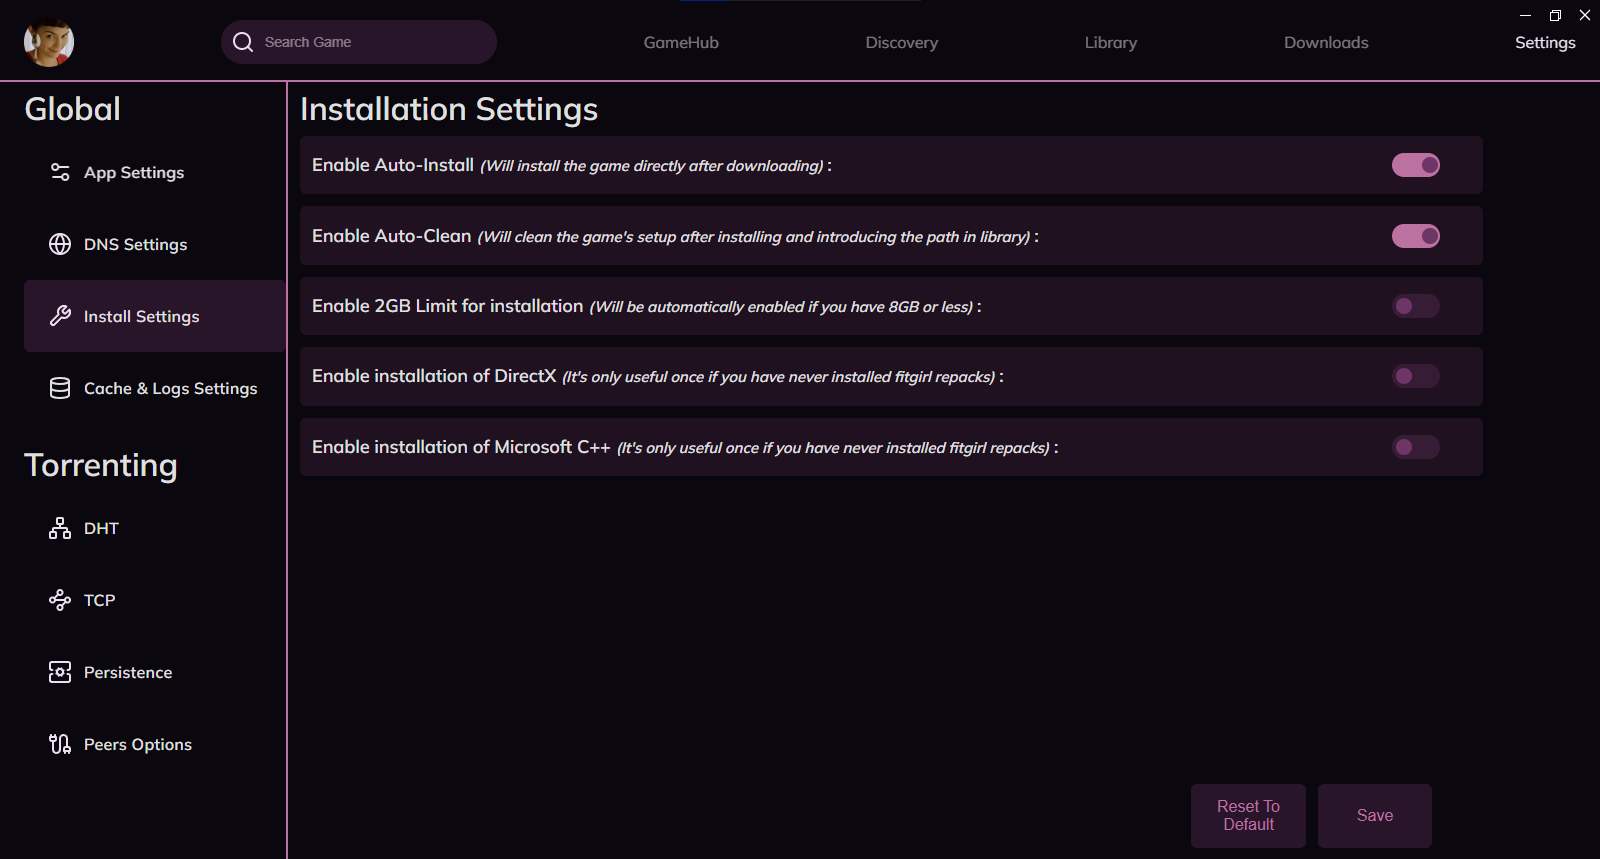 Search Game
GameHub
Discovery
Library
Downloads
Settings
Global
App Settings
DNS Settings
Install Settings
Cache & Logs Settings
Torrenting
DHT
TCP
Persistence
Peers Options
Installation Settings
Enable Auto-Install (Will install the game directly after downloading) :
Enable Auto-Clean (Will clean the game's setup after installing and introducing the path in library) :
Enable 2GB Limit for installation (Will be automatically enabled if you have 8GB or less) :
Enable installation of DirectX (It's only useful once if you have never installed fitgirl repacks) :
Enable installation of Microsoft C++ (It's only useful once if you have never installed fitgirl repacks) :
Reset To
Default
Save